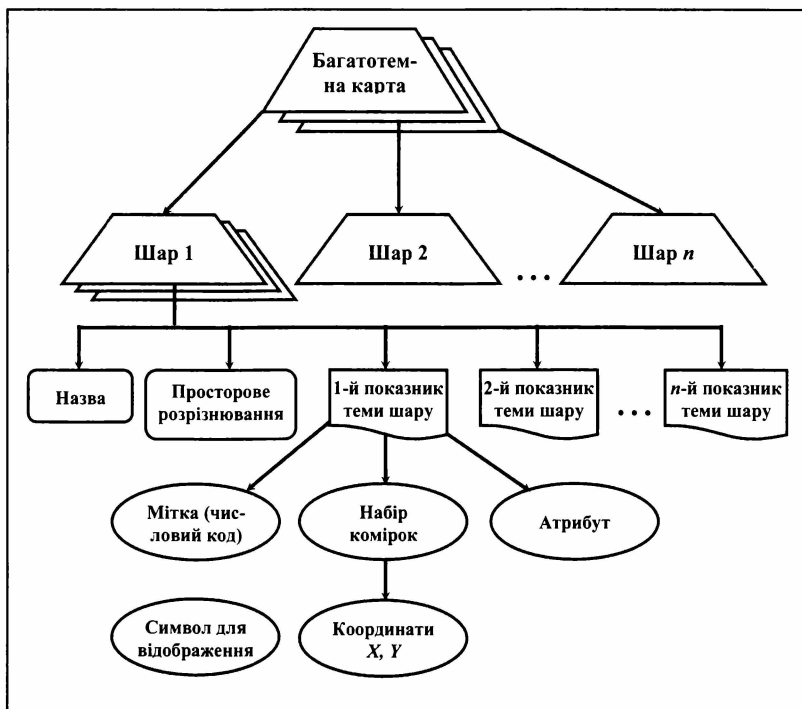 Багатотем-
на карта
Шар 1
Шар 2
...
Шар n
Назва
Просторове
розрізнювання
1-й показник
теми шару
2-й показник
теми шару
...
n-й показник
теми шару
Мітка (чис-
ловий код)
Набір
комірок
Атрибут
Символ для
відображення
Координати
X, Y